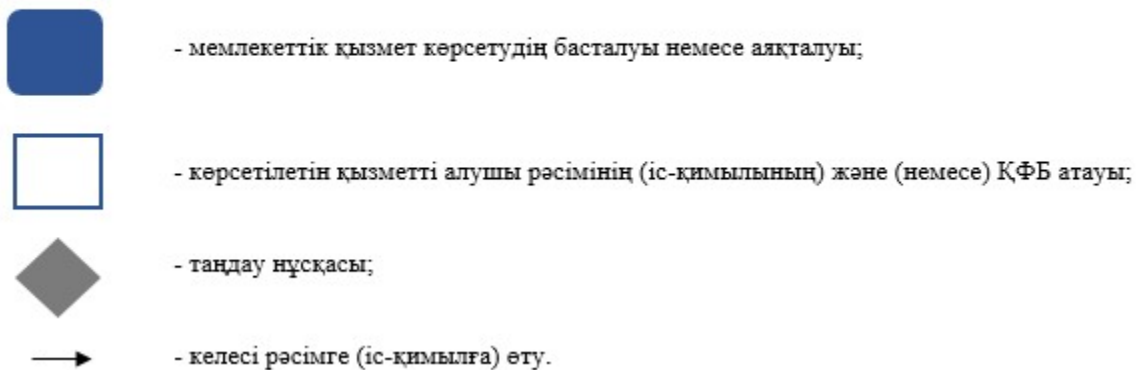 - мемлекеттік қызмет көрсетудің басталуы немесе аяқталуы;
- көрсетілетін қызметті алушы рәсімінің (іс-қимылының) және (немесе) ҚФБ атауы;
- таңдау нұсқасы;
- келесі рәсімге (іс-қимылға) өту.